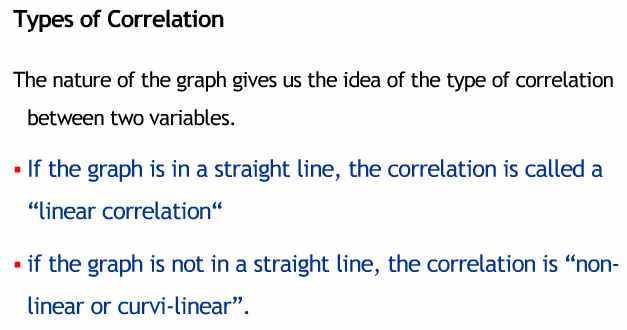 Types of Correlation
The nature of the graph gives us the idea of the type of correlation
between two variables.
▪ If the graph is in a straight line, the correlation is called a
“linear correlation“
▪ if the graph is not in a straight line, the correlation is “non-
linear or curvi-linear”.